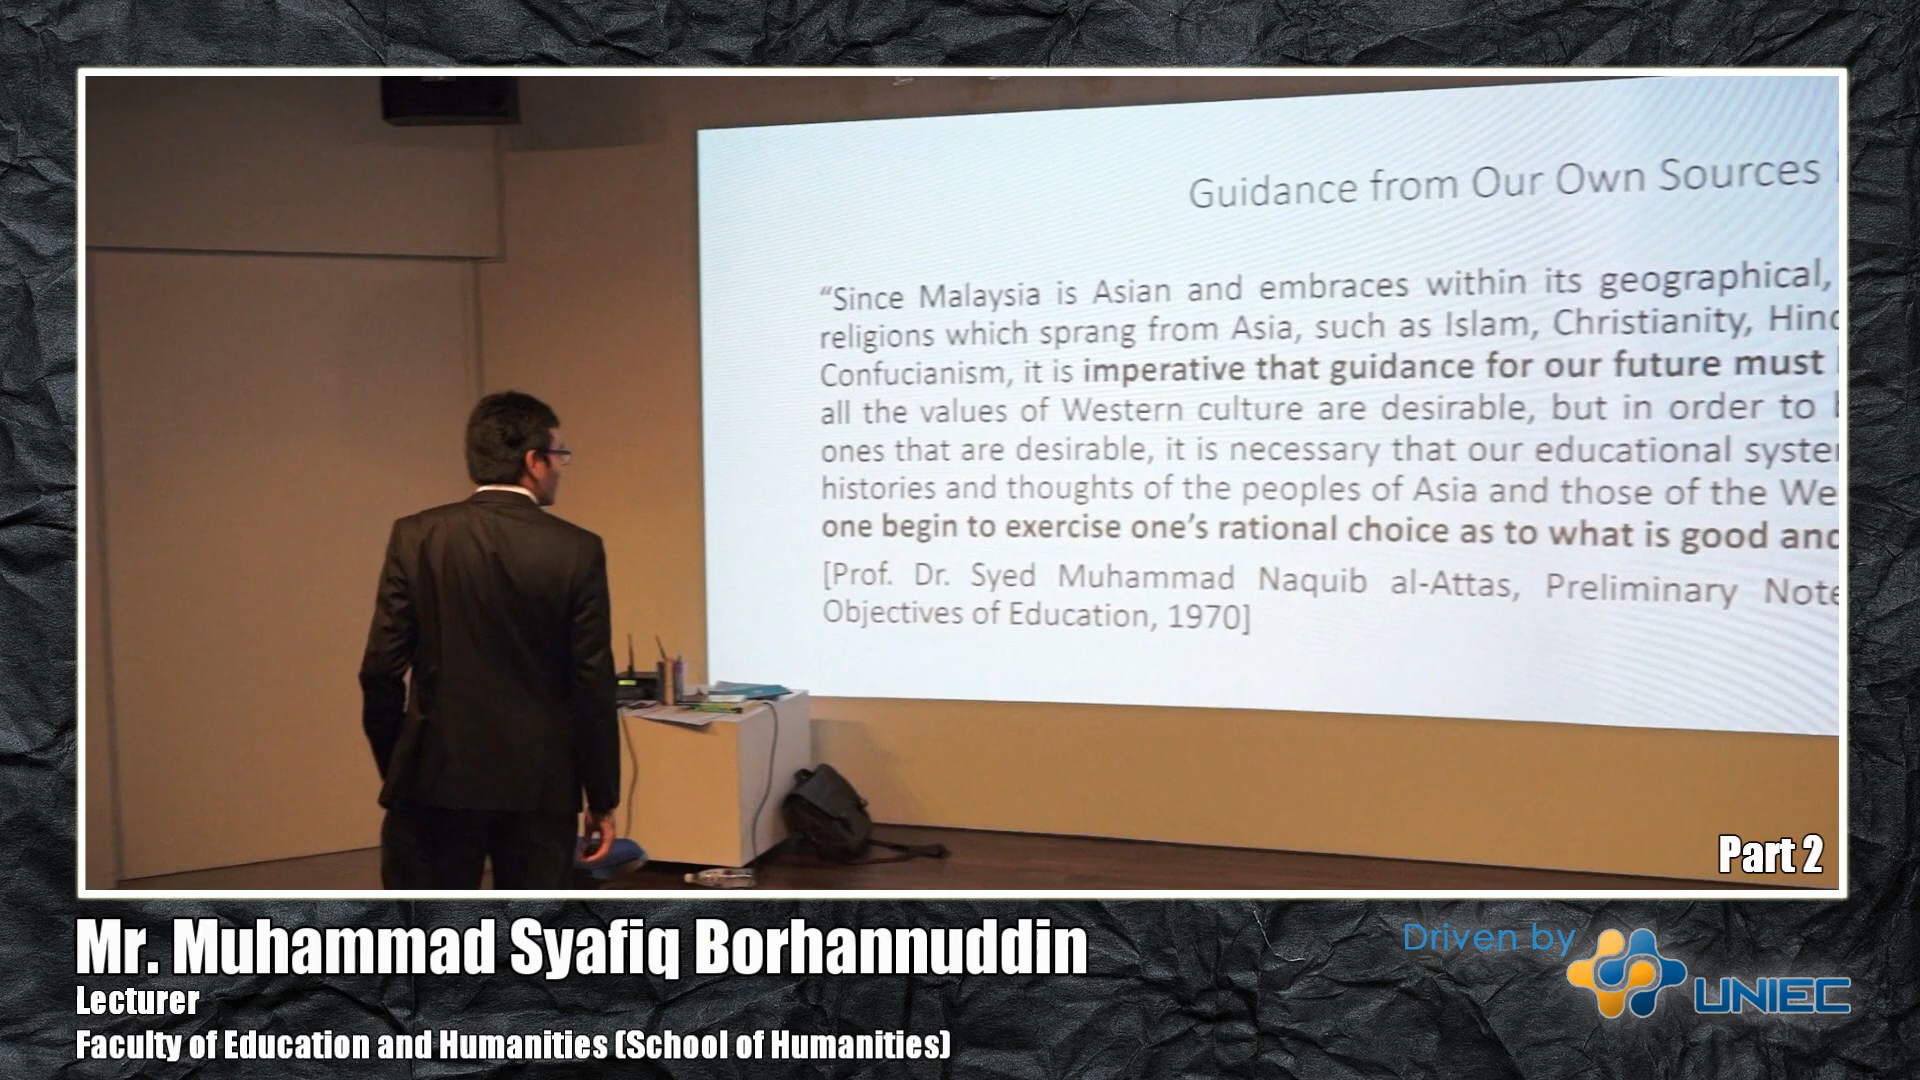 Guidance from Our Own Sources
“Since Malaysia is Asian and embraces within its geographical,
religions which sprang from Asia, such as Islam, Christianity,
Confucianism, it is imperative that guidance for our future must
all the values of Western culture are desirable, but in order to
ones that are desirable, it is necessary that our educational
histories and thoughts of the peoples of Asia and those of the
one begin to exercise one’s rational choice as to what is good
[Prof. Dr. Syed Muhammad Naquib al-Attas, Preliminary
Objectives of Education, 1970]
Part 2
Mr. Muhammad Syafiq Borhannuddin
Lecturer
Faculty of Education and Humanities (School of Humanities)
Driven by
UNIEC